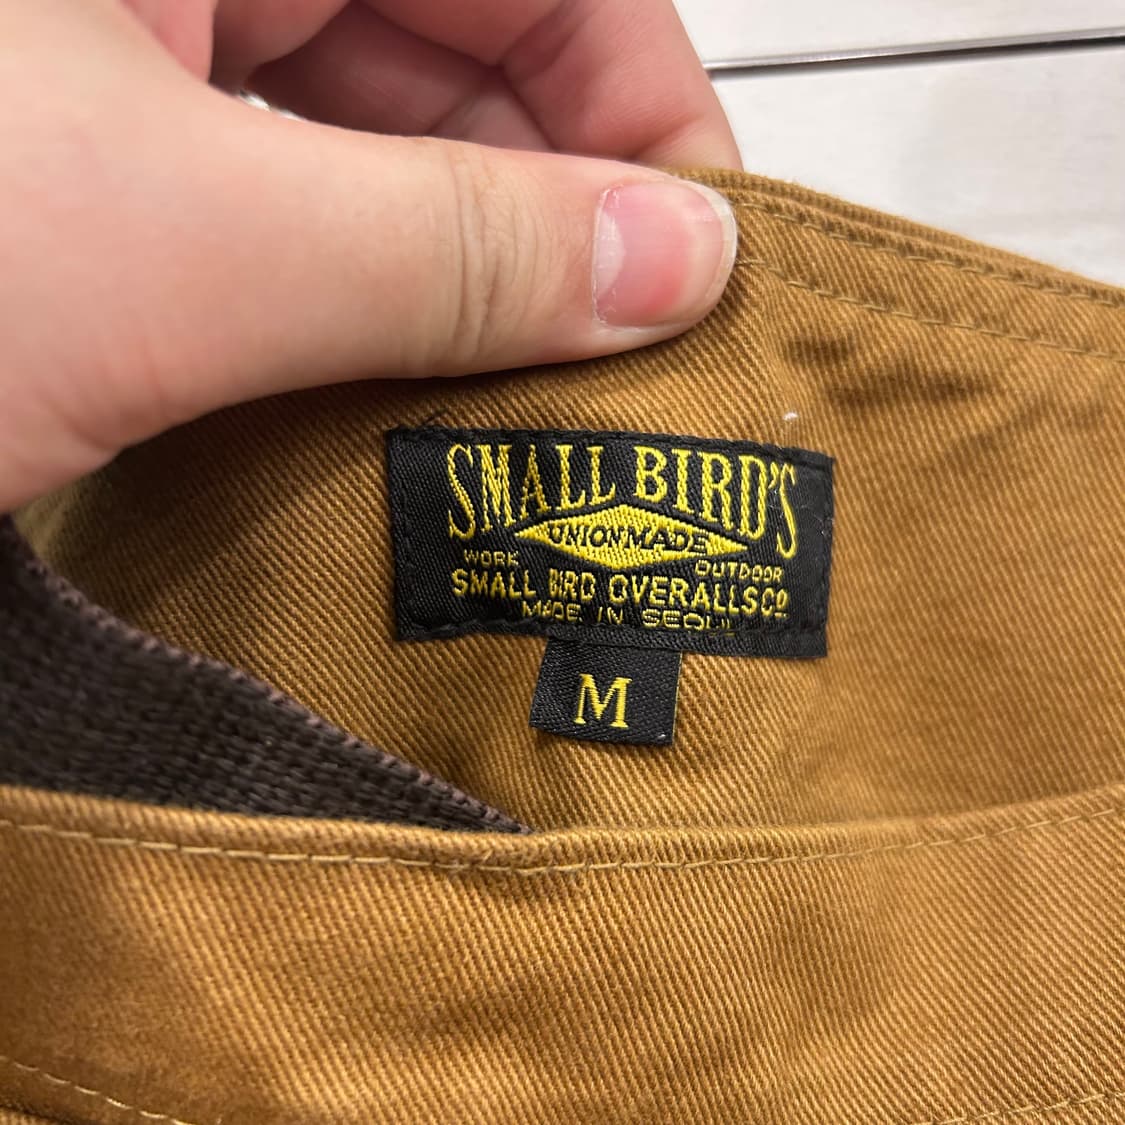 SMALL BIRD'S
UNION MADE
WORK OUTDOOR
SMALL BIRD OVERALLS CO
MADE IN SEOUL
M